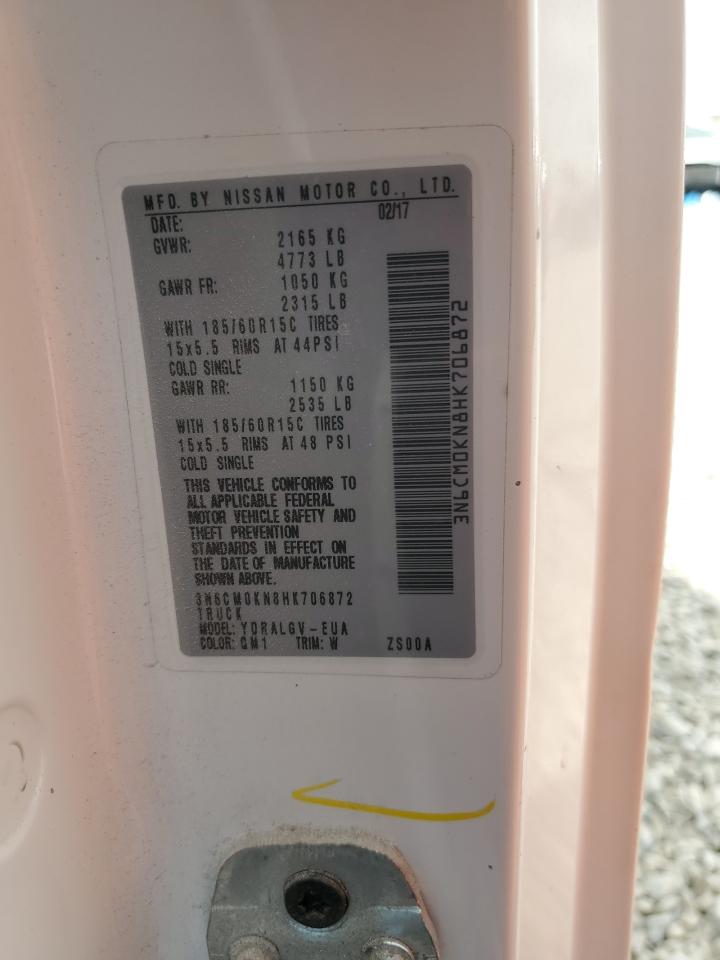 MFD. BY NISSAN MOTOR CO., LTD.
DATE: 02/17
GVWR: 2165 KG
4773 LB
GAWR FR: 1050 KG
2315 LB
WITH 185/60R15C TIRES
15x5.5 RIMS AT 44PSI
COLD SINGLE
GAWR RR: 1150 KG
2535 LB
WITH 185/60R15C TIRES
15x5.5 RIMS AT 48 PSI
COLD SINGLE
THIS VEHICLE CONFORMS TO
ALL APPLICABLE FEDERAL
MOTOR VEHICLE SAFETY AND
THEFT PREVENTION
STANDARDS IN EFFECT ON
THE DATE OF MANUFACTURE
SHOWN ABOVE.
3N6CM0KN8HK706872
TRUCK
MODEL: YDRALGV-EUA
COLOR: QM1 TRIM: W ZS00A
3N6CM0KN8HK706872